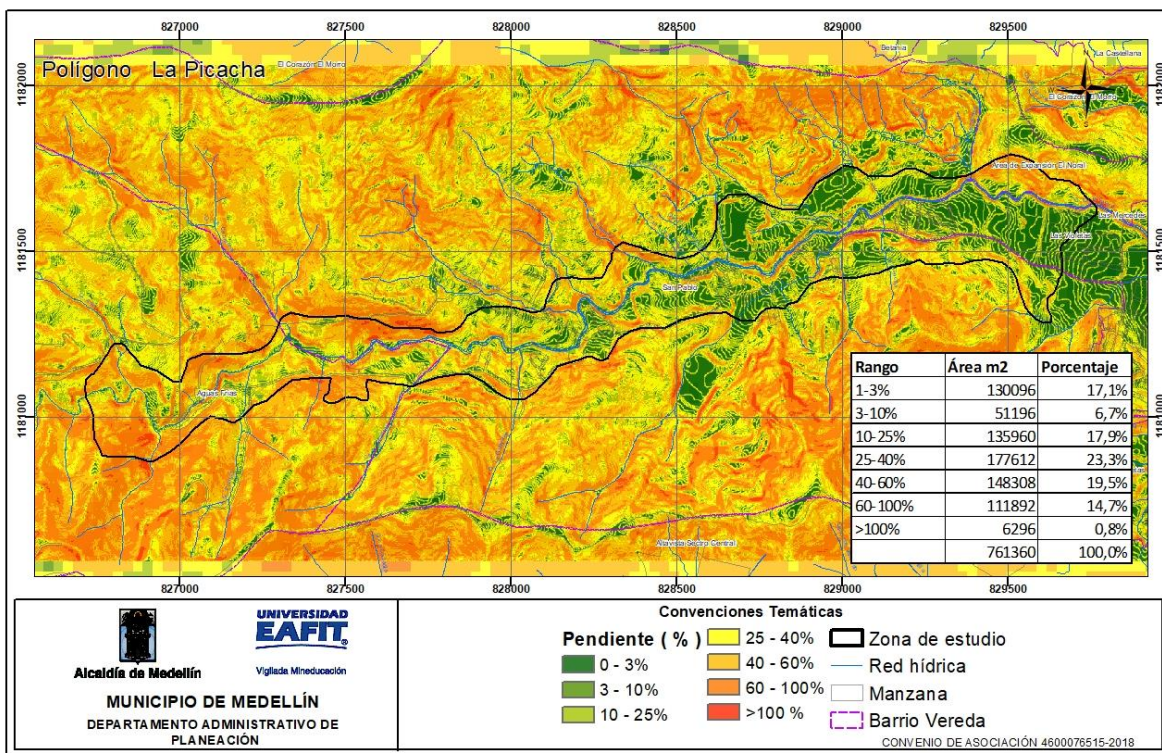 827000 827500 828000 828500 829000 829500
Polígono La Picacha
El Corazón El Morro
Betania
La Castellana
N
El Corazón El Morro
1182000
1182000
Área de Expansión El Noral
Las Mercedes
Las Violetas
1181500
1181500
San Pablo
Aguas Frias
1181000
1181000
Altavista Sector Central
Rango Área m2 Porcentaje
1-3% 130096 17,1%
3-10% 51196 6,7%
10-25% 135960 17,9%
25-40% 177612 23,3%
40-60% 148308 19,5%
60-100% 111892 14,7%
>100% 6296 0,8%
761360 100,0%
827000 827500 828000 828500 829000 829500
Alcaldía de Medellín
UNIVERSIDAD
EAFIT
Vigilada Mineducación
MUNICIPIO DE MEDELLÍN
DEPARTAMENTO ADMINISTRATIVO DE
PLANEACIÓN
Convenciones Temáticas
Pendiente ( % )
0 - 3%
3 - 10%
10 - 25%
25 - 40%
40 - 60%
60 - 100%
>100 %
Zona de estudio
Red hídrica
Manzana
Barrio Vereda
CONVENIO DE ASOCIACIÓN 4600076515-2018